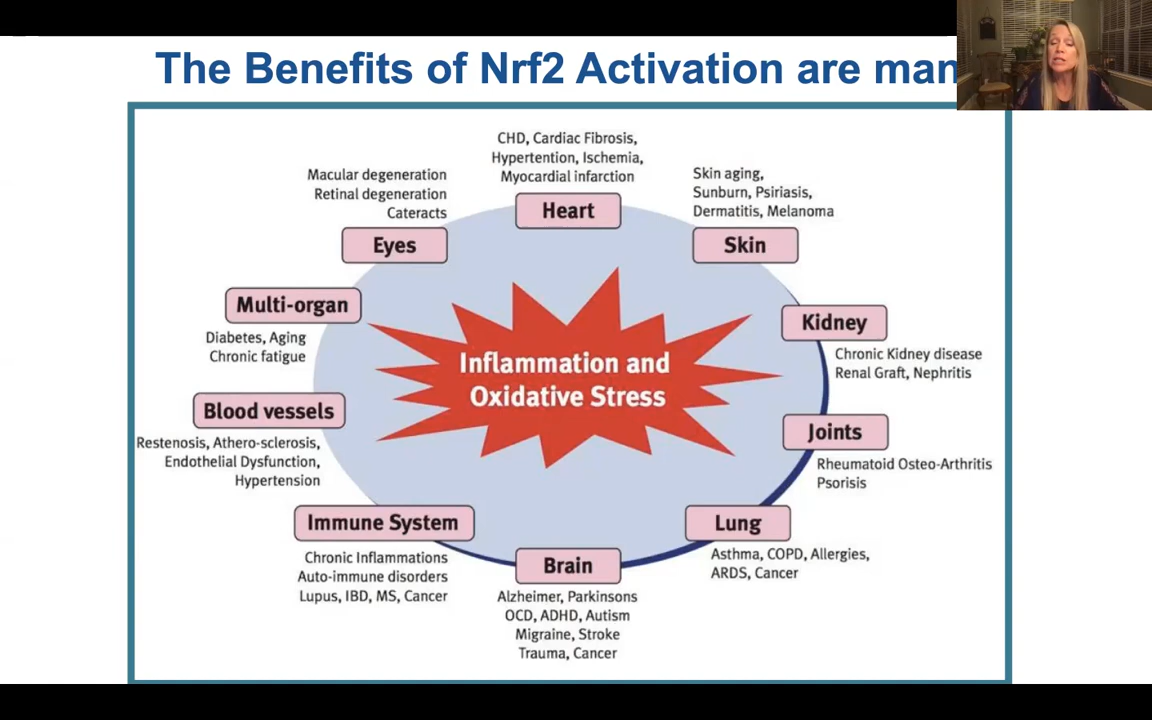 The Benefits of Nrf2 Activation are man
CHD, Cardiac Fibrosis,
Hypertention, Ischemia,
Myocardial infarction
Heart
Macular degeneration
Retinal degeneration
Cateracts
Eyes
Skin aging,
Sunburn, Psiriasis,
Dermatitis, Melanoma
Skin
Multi-organ
Diabetes, Aging
Chronic fatigue
Kidney
Chronic Kidney disease
Renal Graft, Nephritis
Inflammation and
Oxidative Stress
Blood vessels
Restenosis, Athero-sclerosis,
Endothelial Dysfunction,
Hypertension
Joints
Rheumatoid Osteo-Arthritis
Psorisis
Immune System
Chronic Inflammations
Auto-immune disorders
Lupus, IBD, MS, Cancer
Lung
Asthma, COPD, Allergies,
ARDS, Cancer
Brain
Alzheimer, Parkinsons
OCD, ADHD, Autism
Migraine, Stroke
Trauma, Cancer